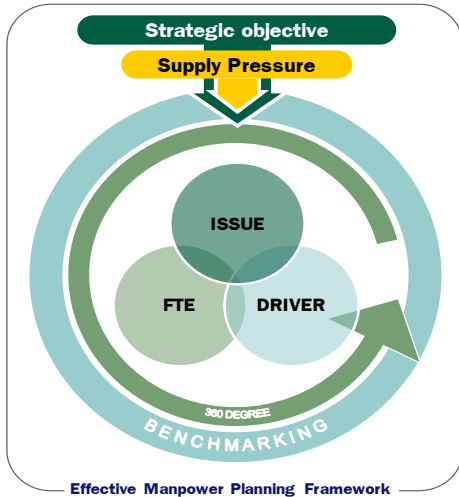 Strategic objective
Supply Pressure
ISSUE
FTE
DRIVER
360 DEGREE
BENCHMARKING
Effective Manpower Planning Framework